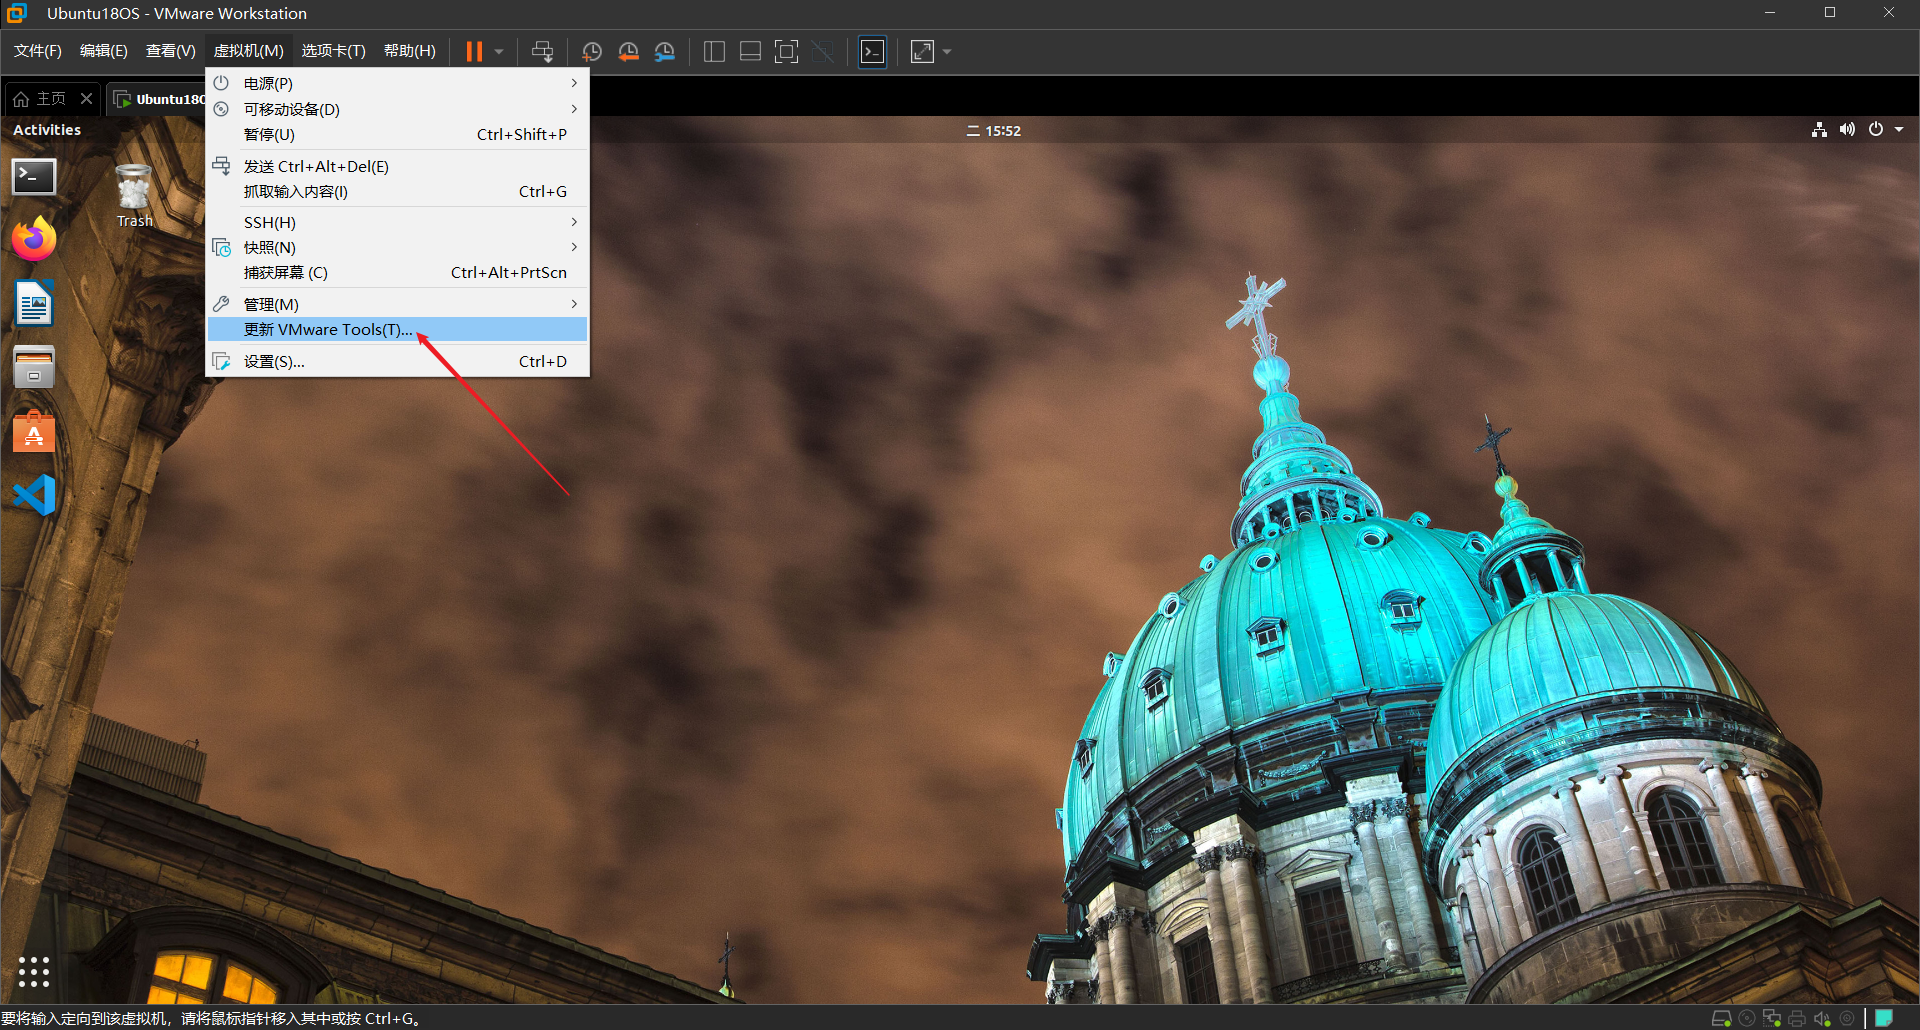 Ubuntu18OS - VMware Workstation
文件(F) 编辑(E) 查看(V) 虚拟机(M) 选项卡(T) 帮助(H)
主页 Ubuntu18O
电源(P)
可移动设备(D)
暂停(U) Ctrl+Shift+P
发送 Ctrl+Alt+Del(E)
抓取输入内容(I) Ctrl+G
SSH(H)
快照(N)
捕获屏幕 (C) Ctrl+Alt+PrtScn
管理(M)
更新 VMware Tools(T)...
设置(S)... Ctrl+D
Activities
二 15:52
Trash
要将输入定向到该虚拟机，请将鼠标指针移入其中或按 Ctrl+G。